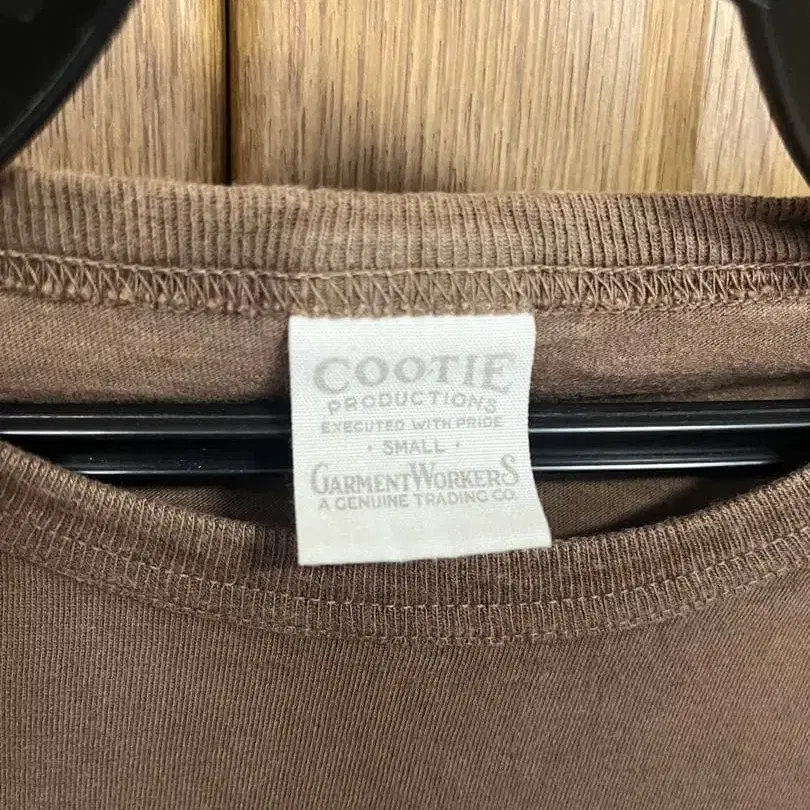 COOTIE
PRODUCTIONS
EXECUTED WITH PRIDE
· SMALL ·
GARMENTWORKERS
A GENUINE TRADING CO.